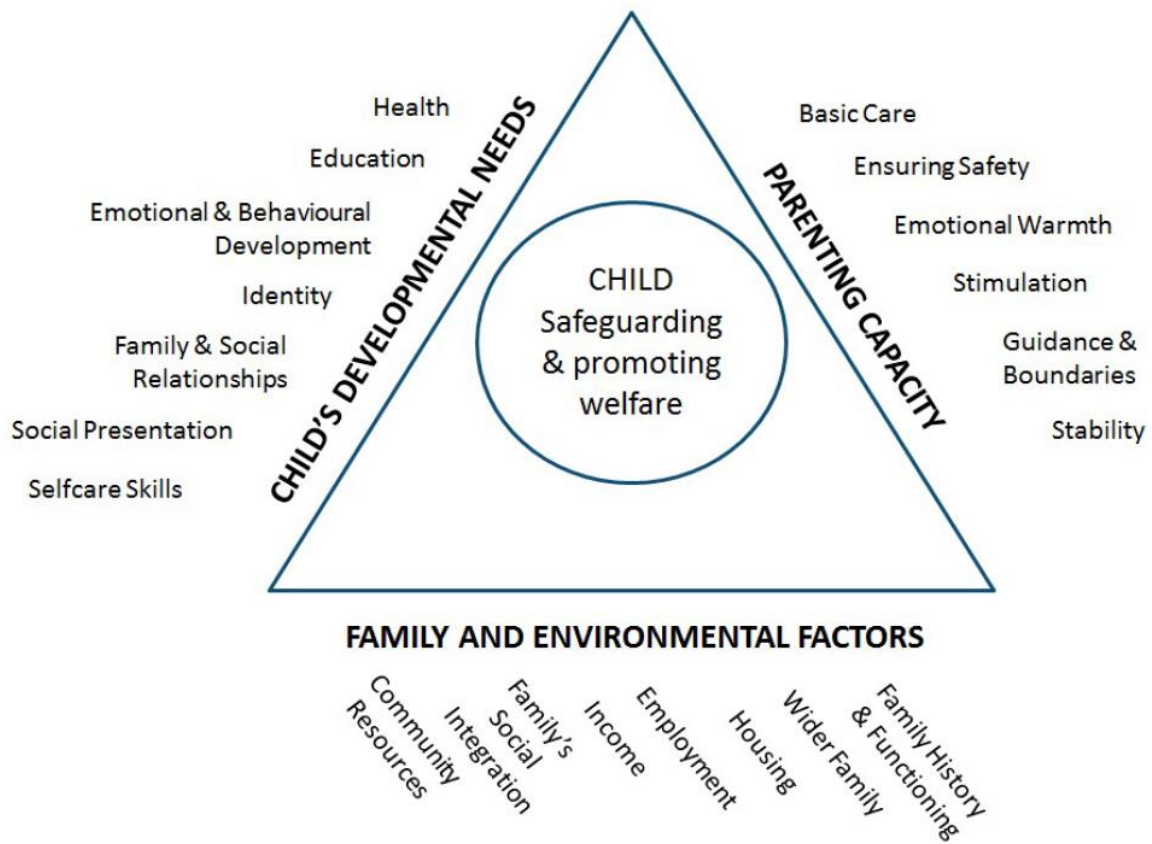 Health
Education
Emotional & Behavioural
Development
Identity
Family & Social
Relationships
Social Presentation
Selfcare Skills
CHILD'S DEVELOPMENTAL NEEDS
CHILD
Safeguarding
& promoting
welfare
PARENTING CAPACITY
Basic Care
Ensuring Safety
Emotional Warmth
Stimulation
Guidance &
Boundaries
Stability
FAMILY AND ENVIRONMENTAL FACTORS
Community
Resources
Family's
Social
Integration
Income
Employment
Housing
Wider Family
Family History
& Functioning